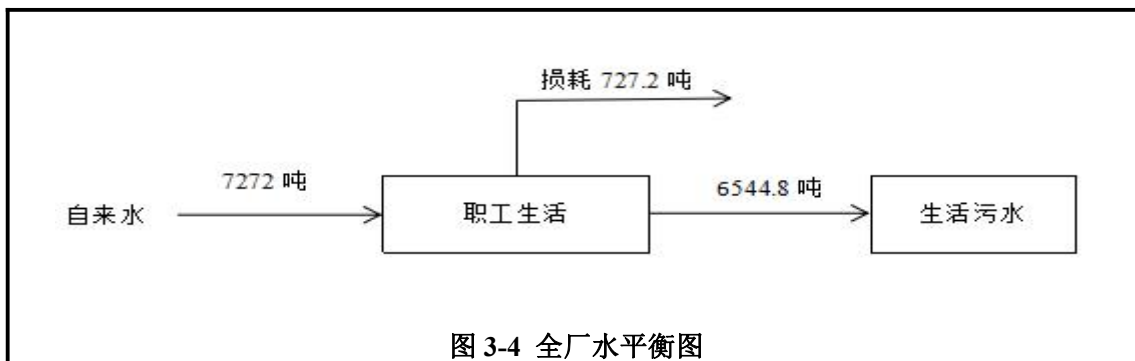 损耗 727.2 吨
7272 吨
6544.8 吨
自来水
职工生活
生活污水
图 3-4 全厂水平衡图